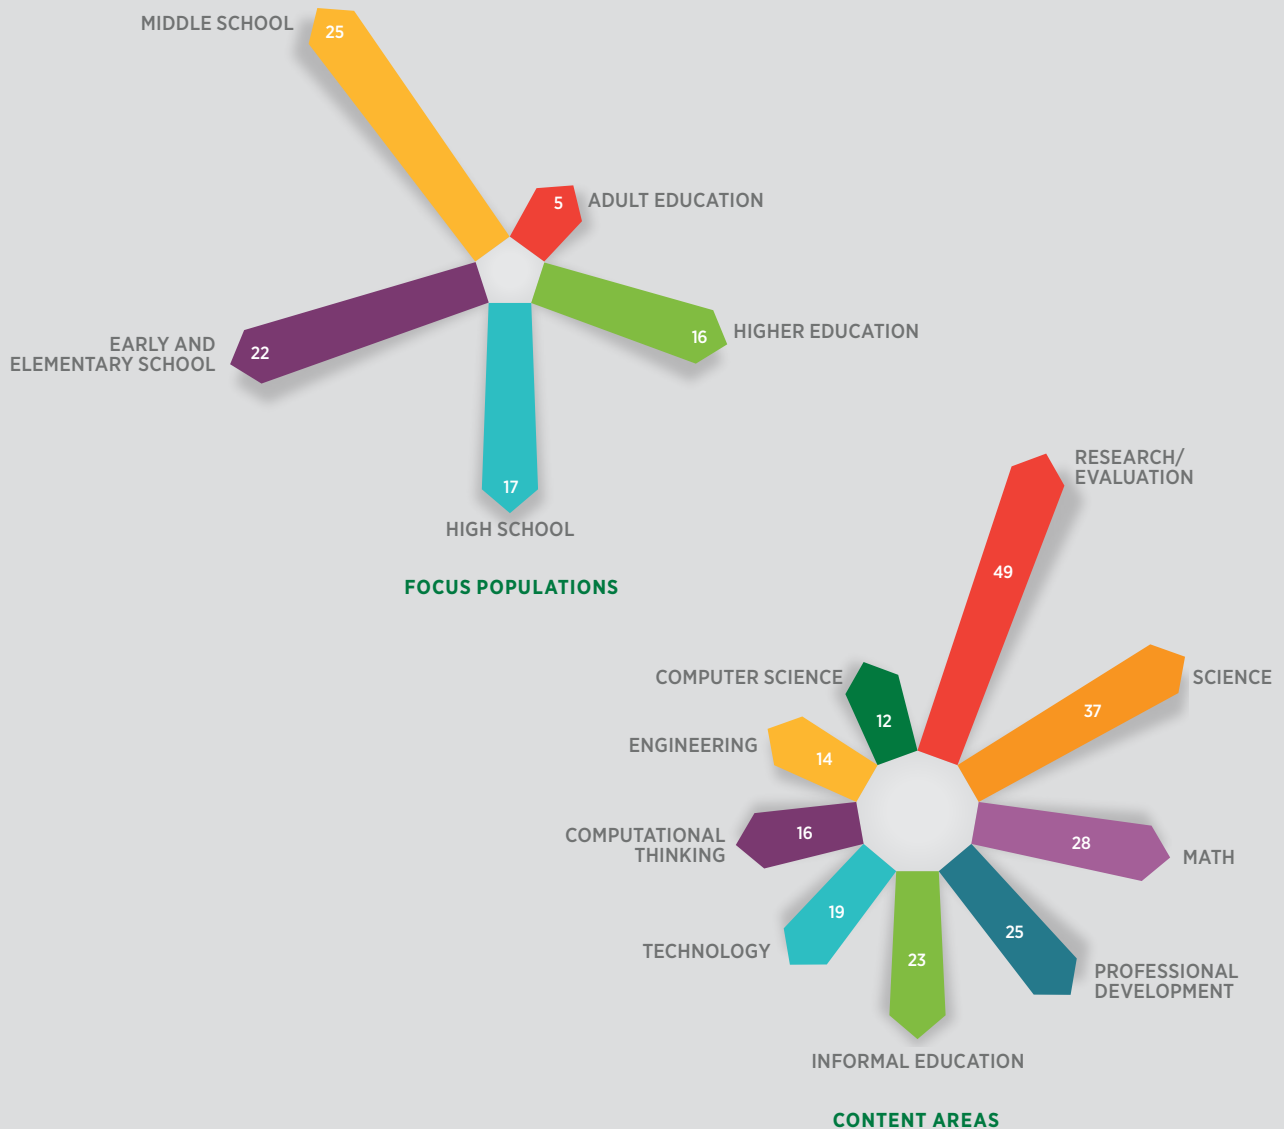 MIDDLE SCHOOL
25
5
ADULT EDUCATION
16
HIGHER EDUCATION
EARLY AND
ELEMENTARY SCHOOL
22
17
HIGH SCHOOL
FOCUS POPULATIONS
RESEARCH/
EVALUATION
49
COMPUTER SCIENCE
12
SCIENCE
37
ENGINEERING
14
COMPUTATIONAL
THINKING
16
28
MATH
TECHNOLOGY
19
23
25
PROFESSIONAL
DEVELOPMENT
INFORMAL EDUCATION
CONTENT AREAS